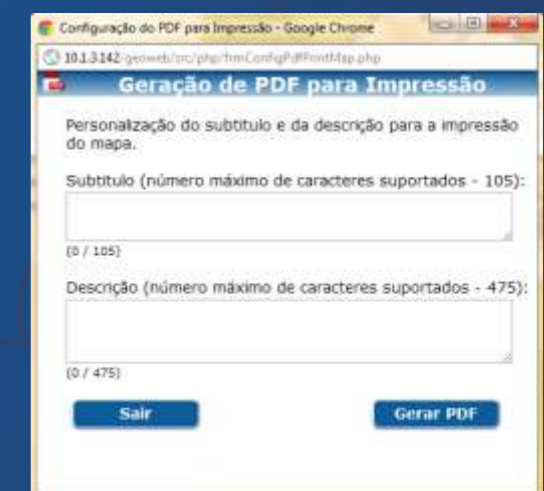 Configuração do PDF para Impressão - Google Chrome
10.1.3.142/geoweb/src/php/frmConfigPdfPrintMap.php
Geração de PDF para Impressão
Personalização do subtitulo e da descrição para a impressão
do mapa.
Subtitulo (número máximo de caracteres suportados - 105):
(0 / 105)
Descrição (número máximo de caracteres suportados - 475):
(0 / 475)
Sair
Gerar PDF